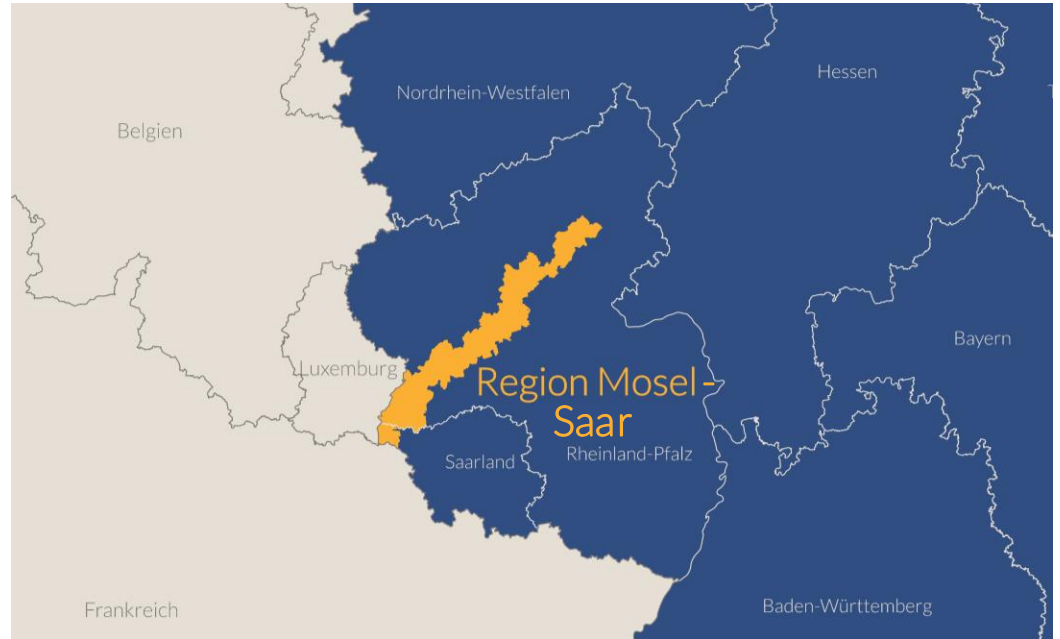 Nordrhein-Westfalen
Hessen
T
Belgien
Bayern
Luxemburg
Region Mosel-
Saar
Saarland
Rheinland-Pfalz
Frankreich
Baden-Württemberg